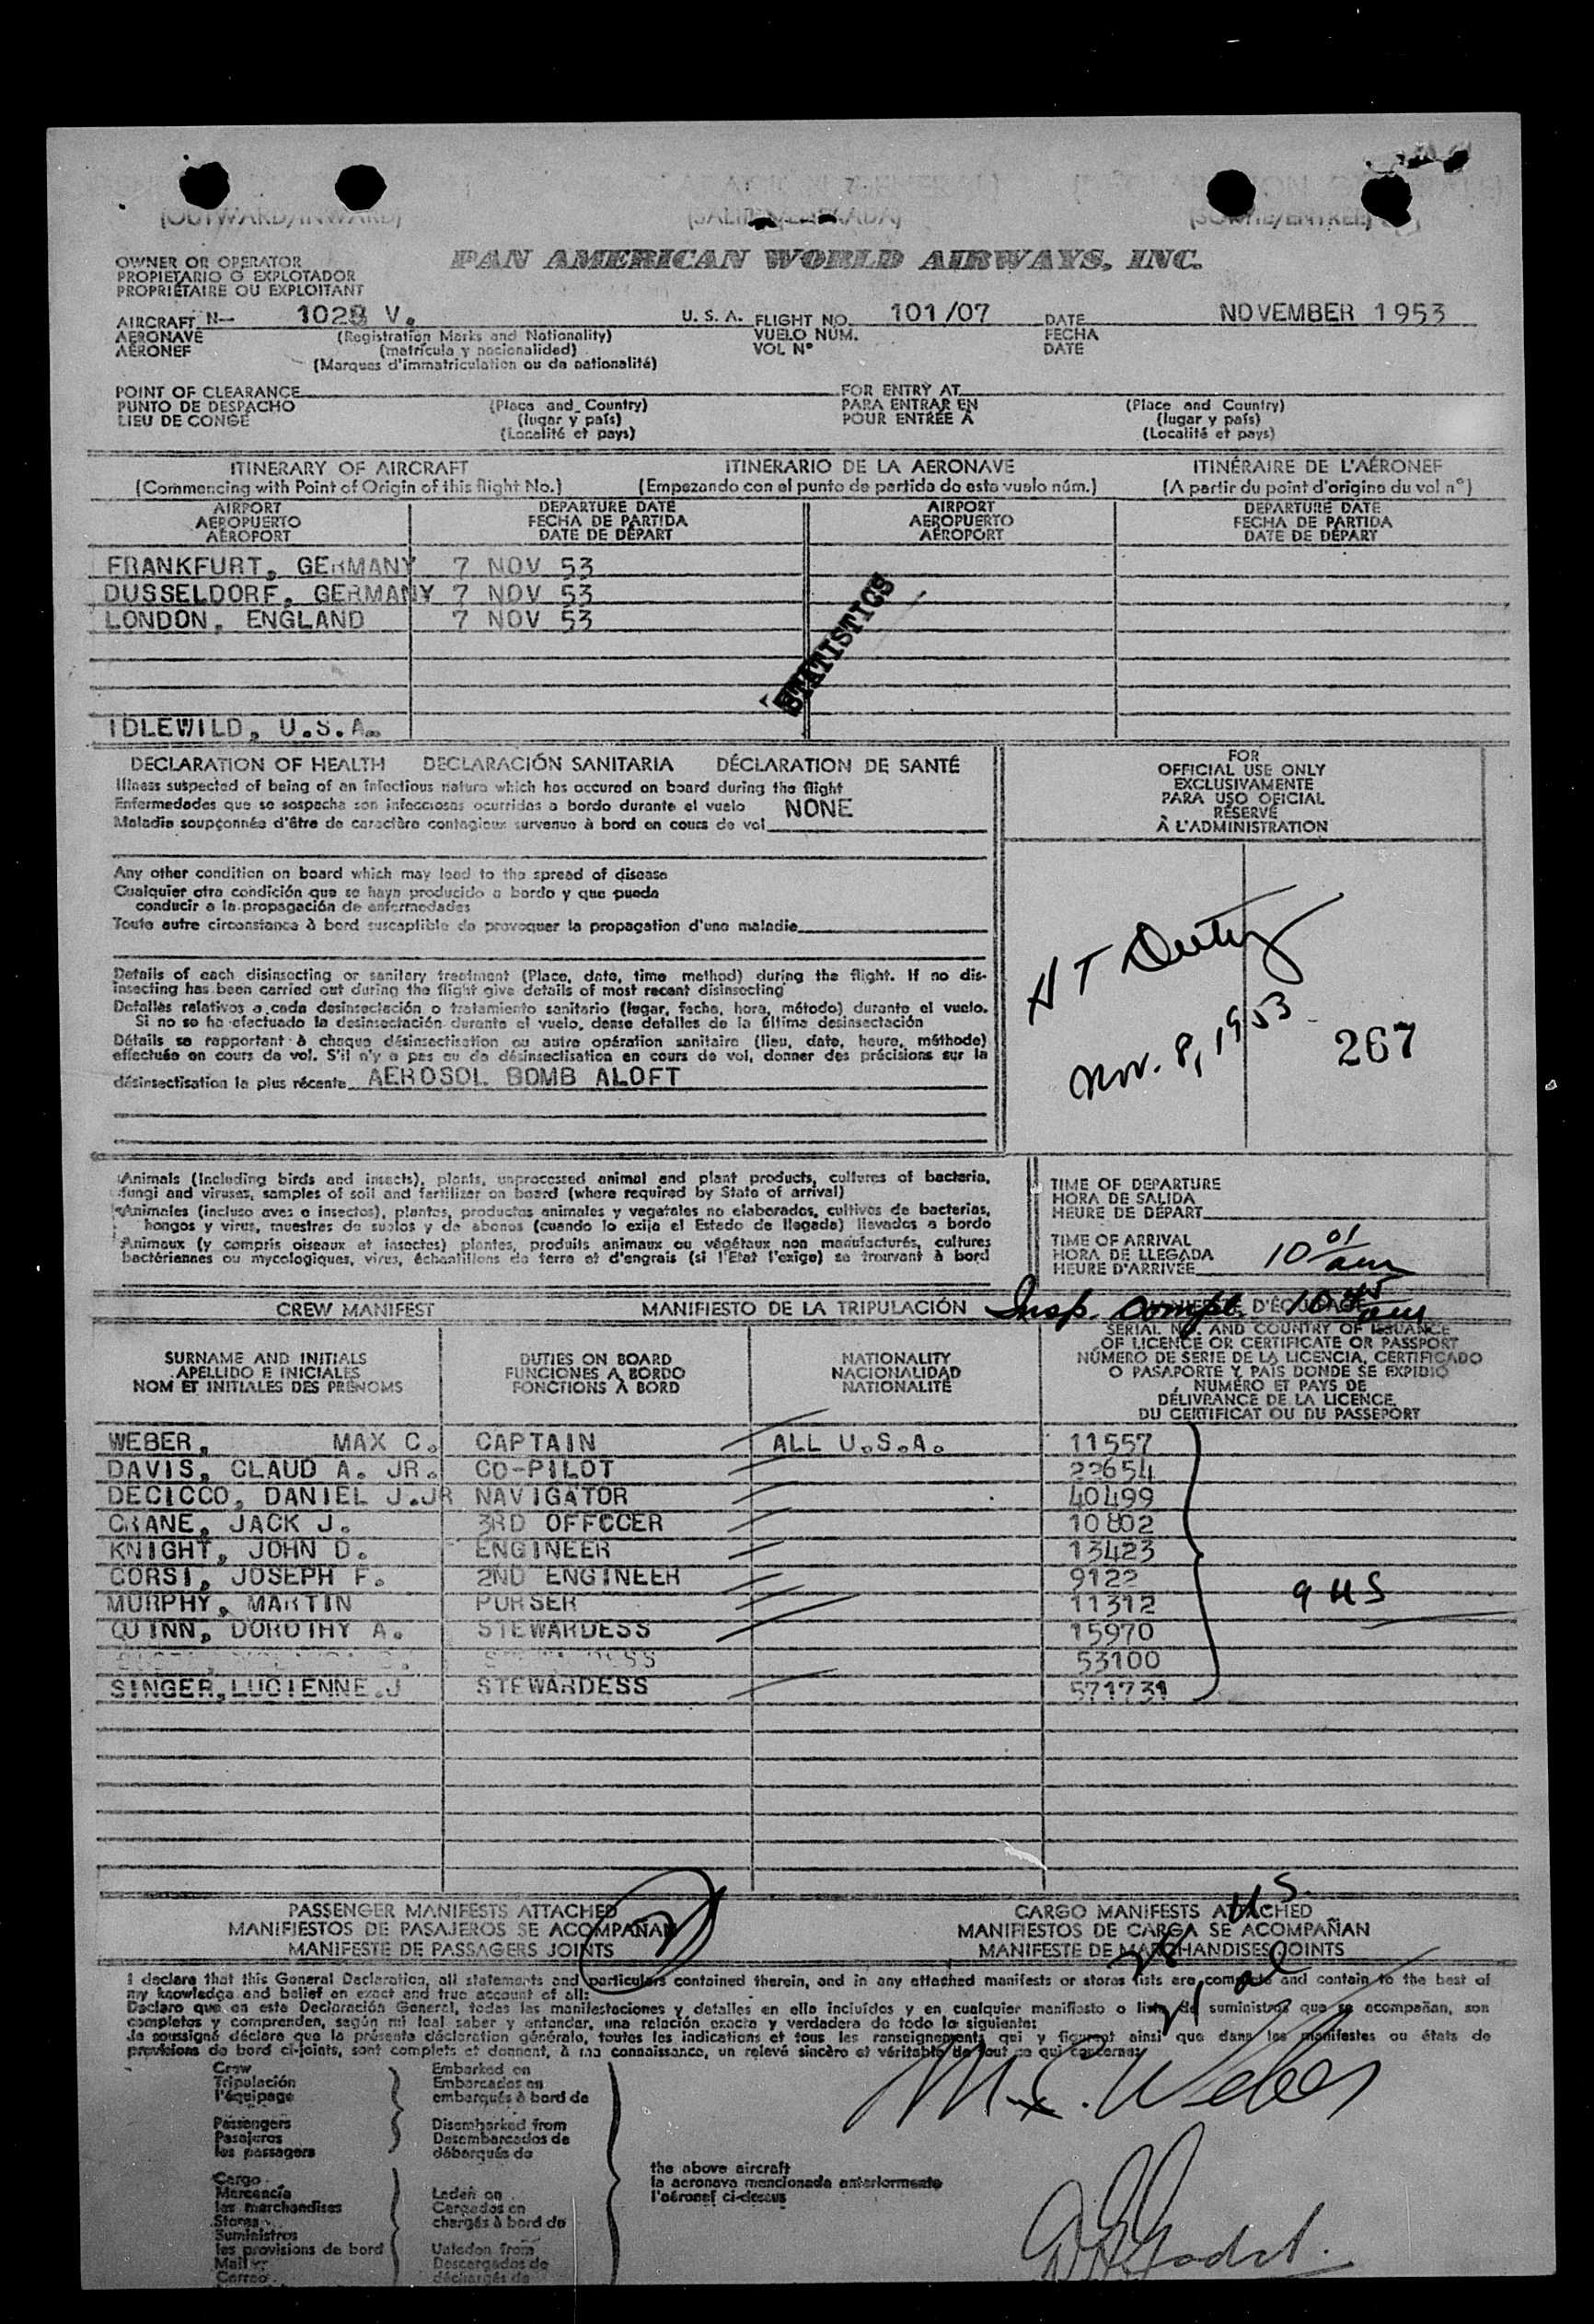 (OUTWARD/INWARD)
OWNER OR OPERATOR
PROPIETARIO O EXPLOTADOR
PROPRIÉTAIRE OU EXPLOITANT
PAN AMERICAN WORLD AIRWAYS, INC.
AIRCRAFT N- 1028 V. U. S. A. FLIGHT NO. 101/07 DATE NOVEMBER 1953
AERONAVE (Registration Marks and Nationality) VUELO NÚM. FECHA
AÉRONEF (matrícula y nacionalidad) VOL N° DATE
(Marques d'immatriculation ou de nationalité)
POINT OF CLEARANCE FOR ENTRY AT
PUNTO DE DESPACHO (Place and Country) PARA ENTRAR EN (Place and Country)
LIEU DE CONGÉ (lugar y país) POUR ENTRÉE A (lugar y país)
(Localité et pays) (Localité et pays)
ITINERARY OF AIRCRAFT ITINERARIO DE LA AERONAVE ITINÉRAIRE DE L'AÉRONEF
(Commencing with Point of Origin of this flight No.) (Empezando con el punto de partida de este vuelo núm.) (A partir du point d'origine du vol n°)
AIRPORT DEPARTURE DATE AIRPORT DEPARTURE DATE
AEROPUERTO FECHA DE PARTIDA AEROPUERTO FECHA DE PARTIDA
AÉROPORT DATE DE DÉPART AÉROPORT DATE DE DÉPART
FRANKFURT, GERMANY 7 NOV 53
DUSSELDORF, GERMANY 7 NOV 53
LONDON, ENGLAND 7 NOV 53
STATISTICS
IDLEWILD, U.S.A.
DECLARATION OF HEALTH DECLARACIÓN SANITARIA DÉCLARATION DE SANTÉ
Illness suspected of being of an infectious nature which has occured on board during the flight
Enfermedades que se sospecha son infecciosas ocurridas a bordo durante el vuelo NONE
Maladie soupçonnée d'être de caractère contagieux survenue à bord en cours de vol
Any other condition on board which may lead to the spread of disease
Cualquier otra condición que se haya producido a bordo y que pueda
conducir a la propagación de enfermedades
Toute autre circonstance à bord susceptible de provoquer la propagation d'une maladie
Details of each disinsecting or sanitary treatment (Place, date, time method) during the flight. If no dis-
insecting has been carried out during the flight give details of most recent disinsecting
Detalles relativos a cada desinsectación o tratamiento sanitario (lugar, fecha, hora, método) durante el vuelo.
Si no se ha efectuado la desinsectación durante el vuelo, dense detalles de la última desinsectación
Détails se rapportant à chaque désinsectisation ou autre opération sanitaire (lieu, date, heure, méthode)
effectuée en cours de vol. S'il n'y a pas eu de désinsectisation en cours de vol, donner des précisions sur la
désinsectisation la plus récente AEROSOL BOMB ALOFT
FOR
OFFICIAL USE ONLY
EXCLUSIVAMENTE
PARA USO OFICIAL
RÉSERVÉ
À L'ADMINISTRATION
Nov. 8, 1953
267
Animals (including birds and insects), plants, unprocessed animal and plant products, cultures of bacteria,
fungi and viruses, samples of soil and fertilizer on board (where required by State of arrival)
Animales (incluso aves e insectos), plantas, productos animales y vegetales no elaborados, cultivos de bacterias,
hongos y virus, muestras de suelos y de abonos (cuando lo exija el Estado de llegada) llevados a bordo
Animaux (y compris oiseaux et insectes) plantes, produits animaux ou végétaux non manufacturés, cultures
bactériennes ou mycologiques, virus, échantillons de terre et d'engrais (si l'Etat l'exige) se trouvant à bord
TIME OF DEPARTURE
HORA DE SALIDA
HEURE DE DÉPART
TIME OF ARRIVAL
HORA DE LLEGADA
HEURE D'ARRIVÉE 10 01 am
CREW MANIFEST MANIFIESTO DE LA TRIPULACIÓN
Insp. compl. 10 45 am
SERIAL NO. AND COUNTRY OF ISSUANCE
OF LICENCE OR CERTIFICATE OR PASSPORT
SURNAME AND INITIALS DUTIES ON BOARD NATIONALITY NÚMERO DE SERIE DE LA LICENCIA, CERTIFICADO
APELLIDO E INICIALES FUNCIONES A BORDO NACIONALIDAD O PASAPORTE Y PAÍS DONDE SE EXPIDIÓ
NOM ET INITIALES DES PRÉNOMS FONCTIONS À BORD NATIONALITÉ NUMÉRO ET PAYS DE
DÉLIVRANCE DE LA LICENCE,
DU CERTIFICAT OU DU PASSEPORT
WEBER, MAX C. CAPTAIN ALL U.S.A. 11557
DAVIS, CLAUD A. JR. CO-PILOT 22654
DECICCO, DANIEL J.JR NAVIGATOR 40499
CRANE, JACK J. 3RD OFFCCER 10802
KNIGHT, JOHN D. ENGINEER 13423
CORSI, JOSEPH F. 2ND ENGINEER 9122
MURPHY, MARTIN PURSER 11312
9 US
QUINN, DOROTHY A. STEWARDESS 15970
53100
SINGER,LUCIENNE.J STEWARDESS 571731
PASSENGER MANIFESTS ATTACHED CARGO MANIFESTS ATTACHED
MANIFIESTOS DE PASAJEROS SE ACOMPAÑAN MANIFIESTOS DE CARGA SE ACOMPAÑAN
MANIFESTE DE PASSAGERS JOINTS MANIFESTE DE MARCHANDISES JOINTS
U.S.
I declare that this General Declaration, all statements and particulars contained therein, and in any attached manifests or stores lists are complete and contain to the best of
my knowledge and belief an exact and true account of all:
Declaro que en esta Declaración General, todas las manifestaciones y detalles en ella incluídos y en cualquier manifiesto o lista de suministros que se acompañan, son
completos y comprenden, según mi leal saber y entender, una relación exacta y verdadera de todo lo siguiente:
Je soussigné déclare que la présente déclaration générale, toutes les indications et tous les renseignements qui y figurent ainsi que dans les manifestes ou états de
provisions de bord ci-joints, sont complets et donnent, à ma connaissance, un relevé sincère et véritable de tout ce qui concerne:
M. C. Weber
Crew Embarked on
Tripulación Embarcados en
l'équipage embarqués à bord de
Passengers Disembarked from
Pasajeros Desembarcados de
les passagers débarqués de
the above aircraft
la aeronave mencionada anteriormente
l'aéronef ci-dessus
Cargo
Mercancía Laden on
les marchandises Cargados en
Stores chargés à bord de
Suministros
les provisions de bord Unladen from
Mail Descargados de
Correo déchargés de